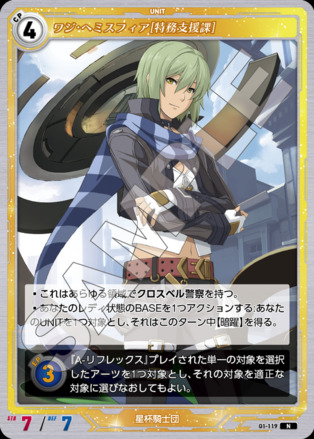 UNIT
CP
4
ワジ・ヘミスフィア[特務支援課]
SAMPLE
・これはあらゆる領域でクロスベル警察を持つ。
・あなたのレディ状態のBASEを1つアクションする:あなた
のUNITを1つ対象とし、それはこのターン中【暗躍】を得る。
3
『A-リフレックス』プレイされた単一の対象を選択
したアーツを1つ対象とし、それの対象を適正な
対象に選びなおしてもよい。
ATK 7 / DEF 7
星杯騎士団
01-119 N